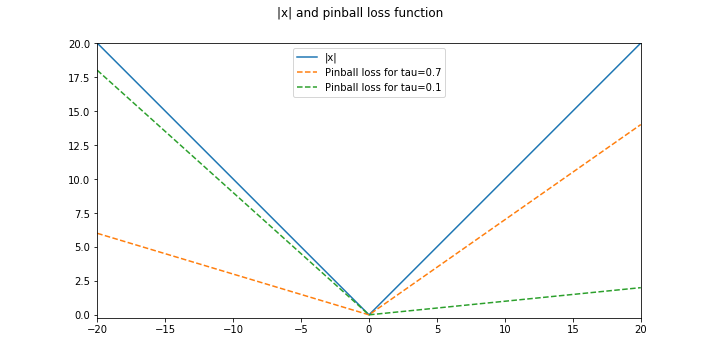 |x| and pinball loss function
20.0
17.5
15.0
12.5
10.0
7.5
5.0
2.5
0.0
|x|
Pinball loss for tau=0.7
Pinball loss for tau=0.1
−20 −15 −10 −5 0 5 10 15 20